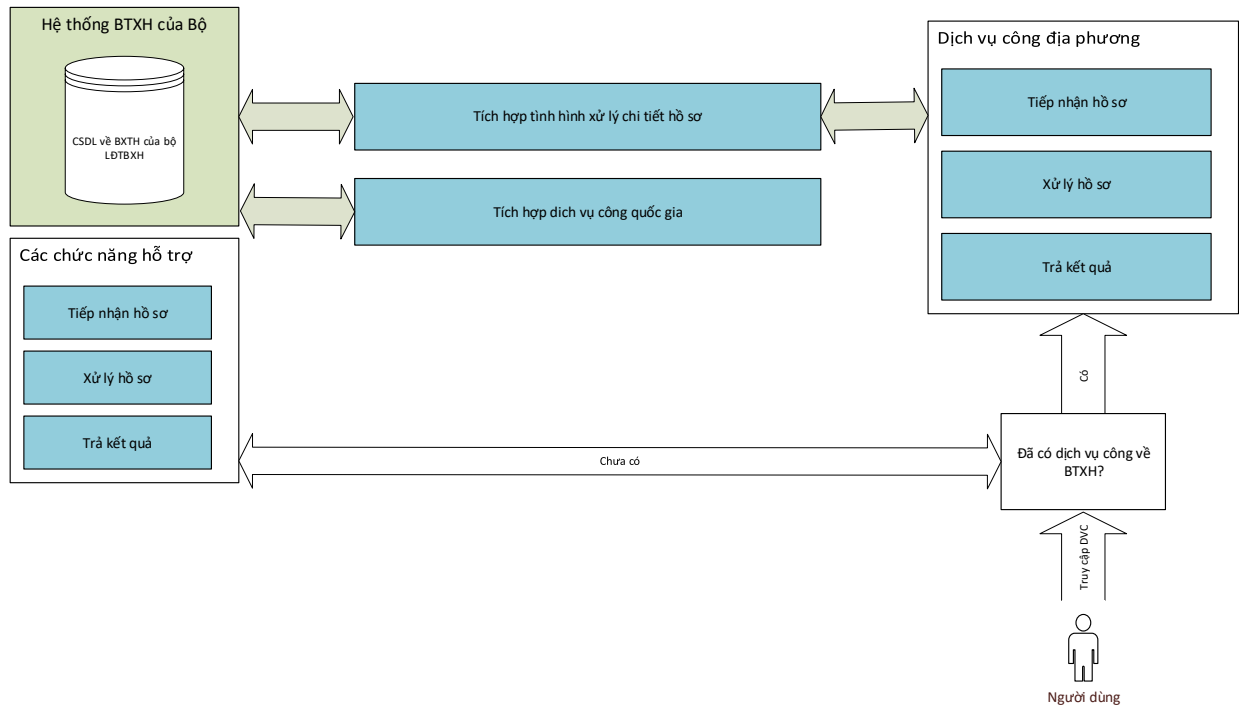 Hệ thống BTXH của Bộ
CSDL về BXTH của bộ
LĐTBXH
Tích hợp tình hình xử lý chi tiết hồ sơ
Tích hợp dich vụ công quốc gia
Dịch vụ công địa phương
Tiếp nhận hồ sơ
Xử lý hồ sơ
Trả kết quả
Các chức năng hỗ trợ
Tiếp nhận hồ sơ
Xử lý hồ sơ
Trả kết quả
Có
Chưa có
Đã có dịch vụ công về
BTXH?
Truy cập DVC
Người dùng